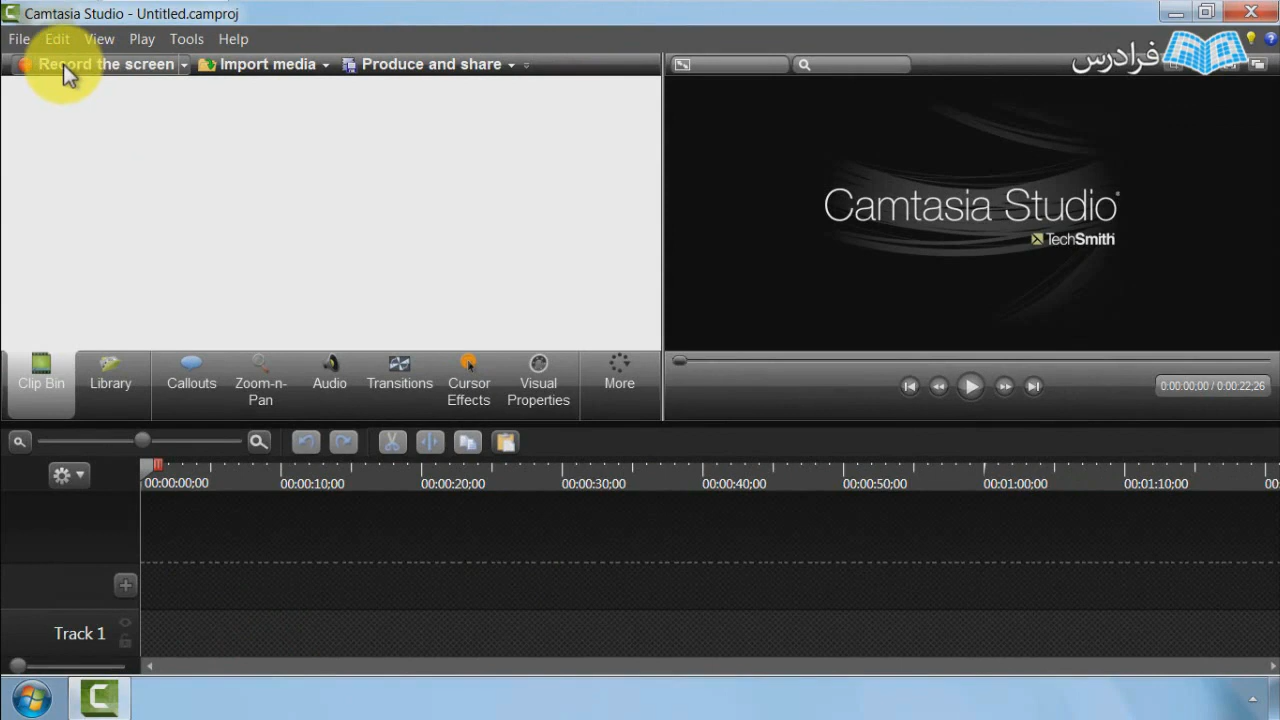 Camtasia Studio - Untitled.camproj
File Edit View Play Tools Help
Record the screen Import media Produce and share
فرادرس
Camtasia Studio®
TechSmith
Clip Bin Library Callouts Zoom-n-Pan Audio Transitions Cursor Effects Visual Properties More
0:00:00;00 / 0:00:22;26
00:00:00;00 00:00:10;00 00:00:20;00 00:00:30;00 00:00:40;00 00:00:50;00 00:01:00;00 00:01:10;00 00
Track 1